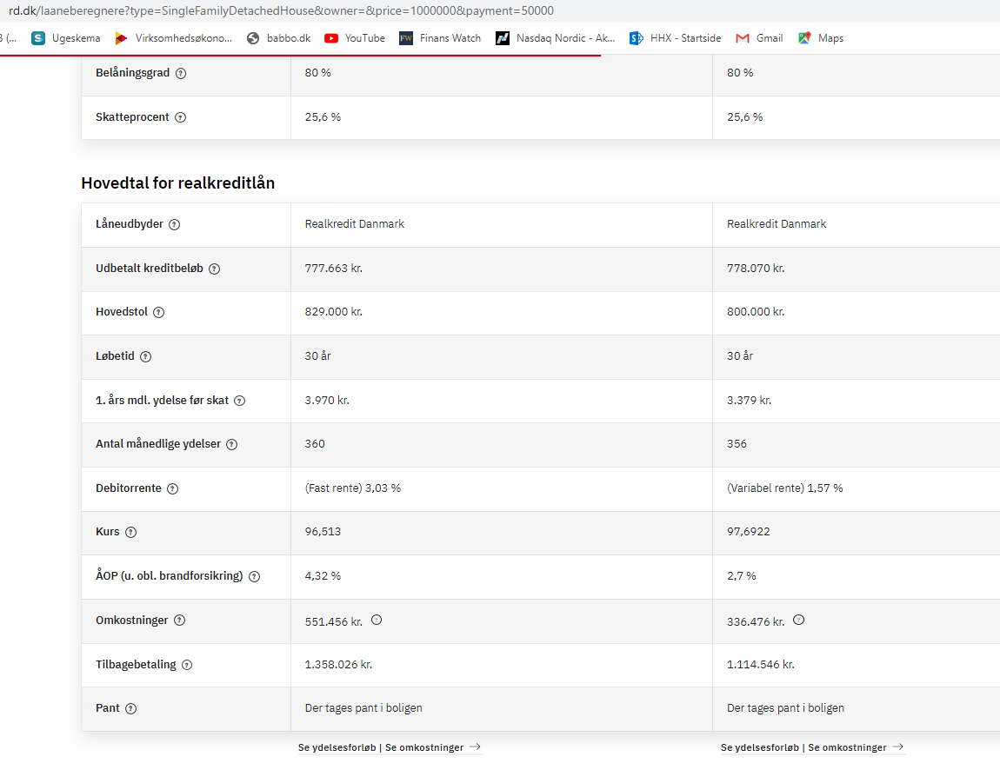 rd.dk/laaneberegnere?type=SingleFamilyDetachedHouse&owner=&price=1000000&payment=50000
(... Ugeskema Virksomhedsøkono... babbo.dk YouTube FW Finans Watch Nasdaq Nordic - Ak... HHX - Startside Gmail Maps
Belåningsgrad ? 80 % 80 %
Skatteprocent ? 25,6 % 25,6 %
Hovedtal for realkreditlån
Låneudbyder ? Realkredit Danmark Realkredit Danmark
Udbetalt kreditbeløb ? 777.663 kr. 778.070 kr.
Hovedstol ? 829.000 kr. 800.000 kr.
Løbetid ? 30 år 30 år
1. års mdl. ydelse før skat ? 3.970 kr. 3.379 kr.
Antal månedlige ydelser ? 360 356
Debitorrente ? (Fast rente) 3,03 % (Variabel rente) 1,57 %
Kurs ? 96,513 97,6922
ÅOP (u. obl. brandforsikring) ? 4,32 % 2,7 %
Omkostninger ? 551.456 kr. ? 336.476 kr. ?
Tilbagebetaling ? 1.358.026 kr. 1.114.546 kr.
Pant ? Der tages pant i boligen Der tages pant i boligen
Se ydelsesforløb | Se omkostninger → Se ydelsesforløb | Se omkostninger →